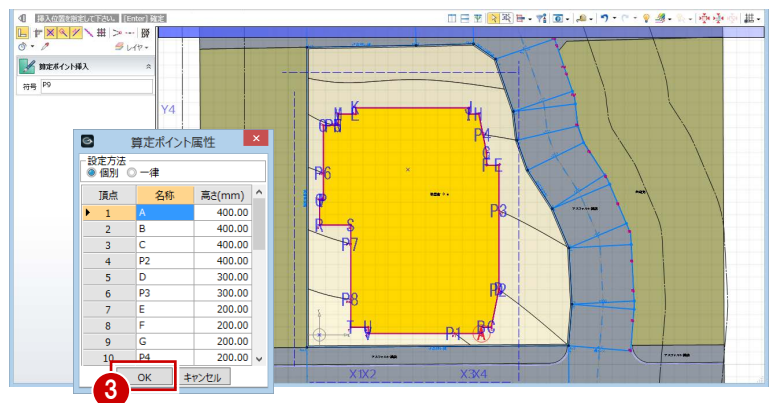 挿入位置を指定して下さい。 [Enter] 確定
レイヤ
算定ポイント挿入
符号 P9
算定ポイント属性
設定方法
個別 一律
頂点 名称 高さ(mm)
1 A 400.00
2 B 400.00
3 C 400.00
4 P2 400.00
5 D 300.00
6 P3 300.00
7 E 200.00
8 F 200.00
9 G 200.00
10 P4 200.00
OK キャンセル
3
Y4
K
H
P4
G
F E
P6
P3
R S
P7
P8
P2
T
P1
A
X1X2 X3X4